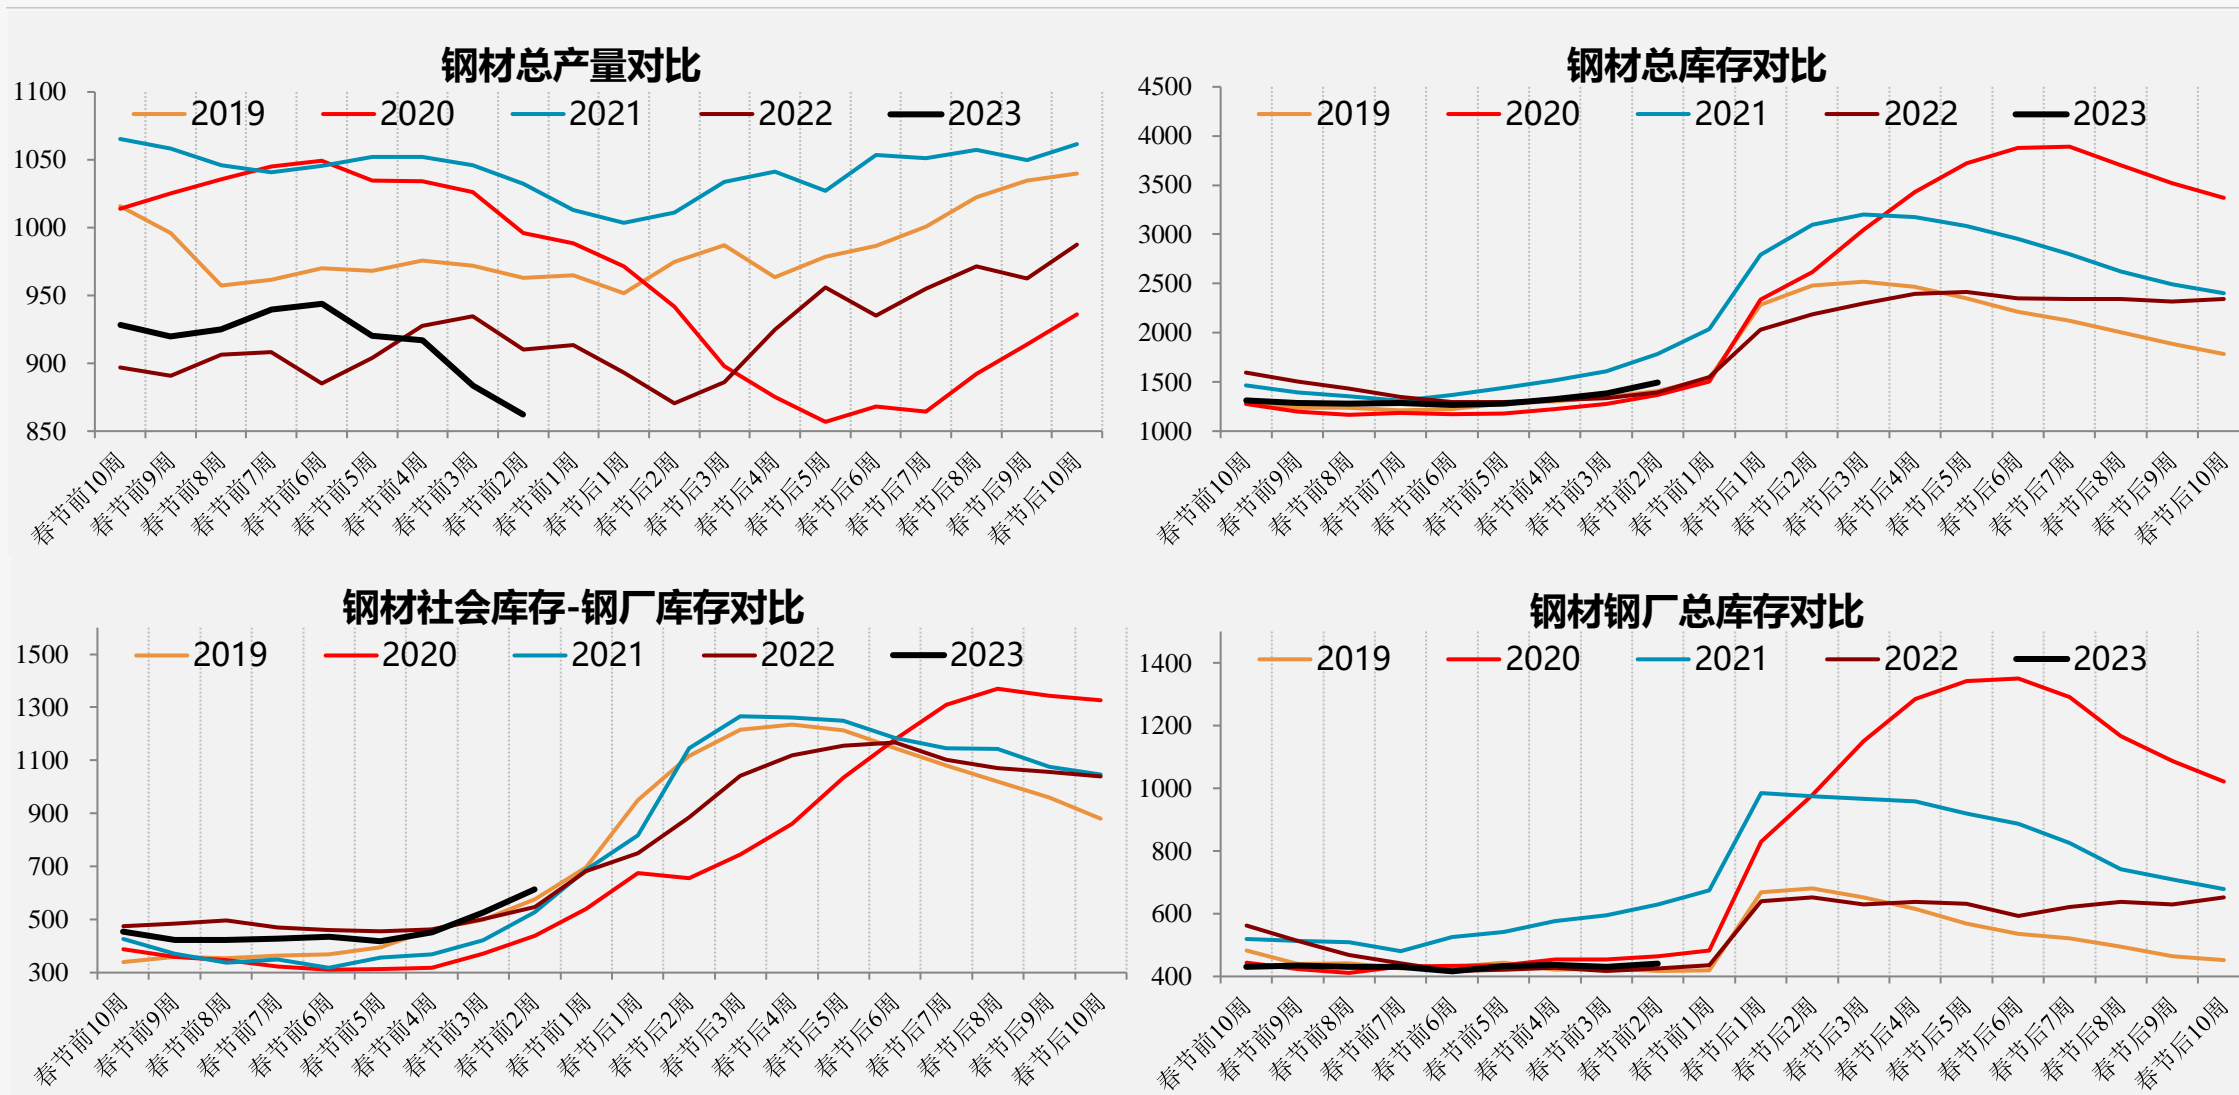 钢材总产量对比
2019 2020 2021 2022 2023
1100
1050
1000
950
900
850
春节前10周 春节前9周 春节前8周 春节前7周 春节前6周 春节前5周 春节前4周 春节前3周 春节前2周 春节前1周 春节后1周 春节后2周 春节后3周 春节后4周 春节后5周 春节后6周 春节后7周 春节后8周 春节后9周 春节后10周
钢材总库存对比
2019 2020 2021 2022 2023
4500
4000
3500
3000
2500
2000
1500
1000
春节前10周 春节前9周 春节前8周 春节前7周 春节前6周 春节前5周 春节前4周 春节前3周 春节前2周 春节前1周 春节后1周 春节后2周 春节后3周 春节后4周 春节后5周 春节后6周 春节后7周 春节后8周 春节后9周 春节后10周
钢材社会库存-钢厂库存对比
2019 2020 2021 2022 2023
1500
1300
1100
900
700
500
300
春节前10周 春节前9周 春节前8周 春节前7周 春节前6周 春节前5周 春节前4周 春节前3周 春节前2周 春节前1周 春节后1周 春节后2周 春节后3周 春节后4周 春节后5周 春节后6周 春节后7周 春节后8周 春节后9周 春节后10周
钢材钢厂总库存对比
2019 2020 2021 2022 2023
1400
1200
1000
800
600
400
春节前10周 春节前9周 春节前8周 春节前7周 春节前6周 春节前5周 春节前4周 春节前3周 春节前2周 春节前1周 春节后1周 春节后2周 春节后3周 春节后4周 春节后5周 春节后6周 春节后7周 春节后8周 春节后9周 春节后10周